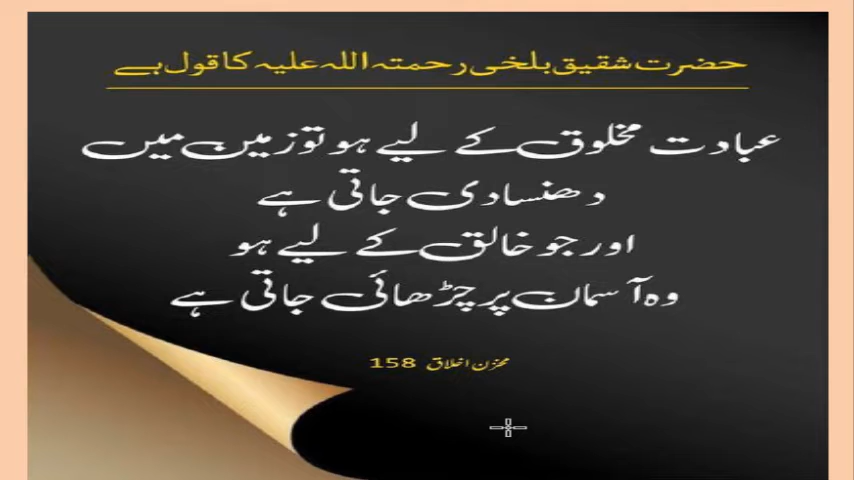 حضرت شقیق بلخی رحمتہ اللہ علیہ کا قول ہے
عبادت مخلوق کے لیے ہو تو زمین میں
دھنسا دی جاتی ہے
اور جو خالق کے لیے ہو
وہ آسمان پر چڑھائی جاتی ہے
مخزن اخلاق 158